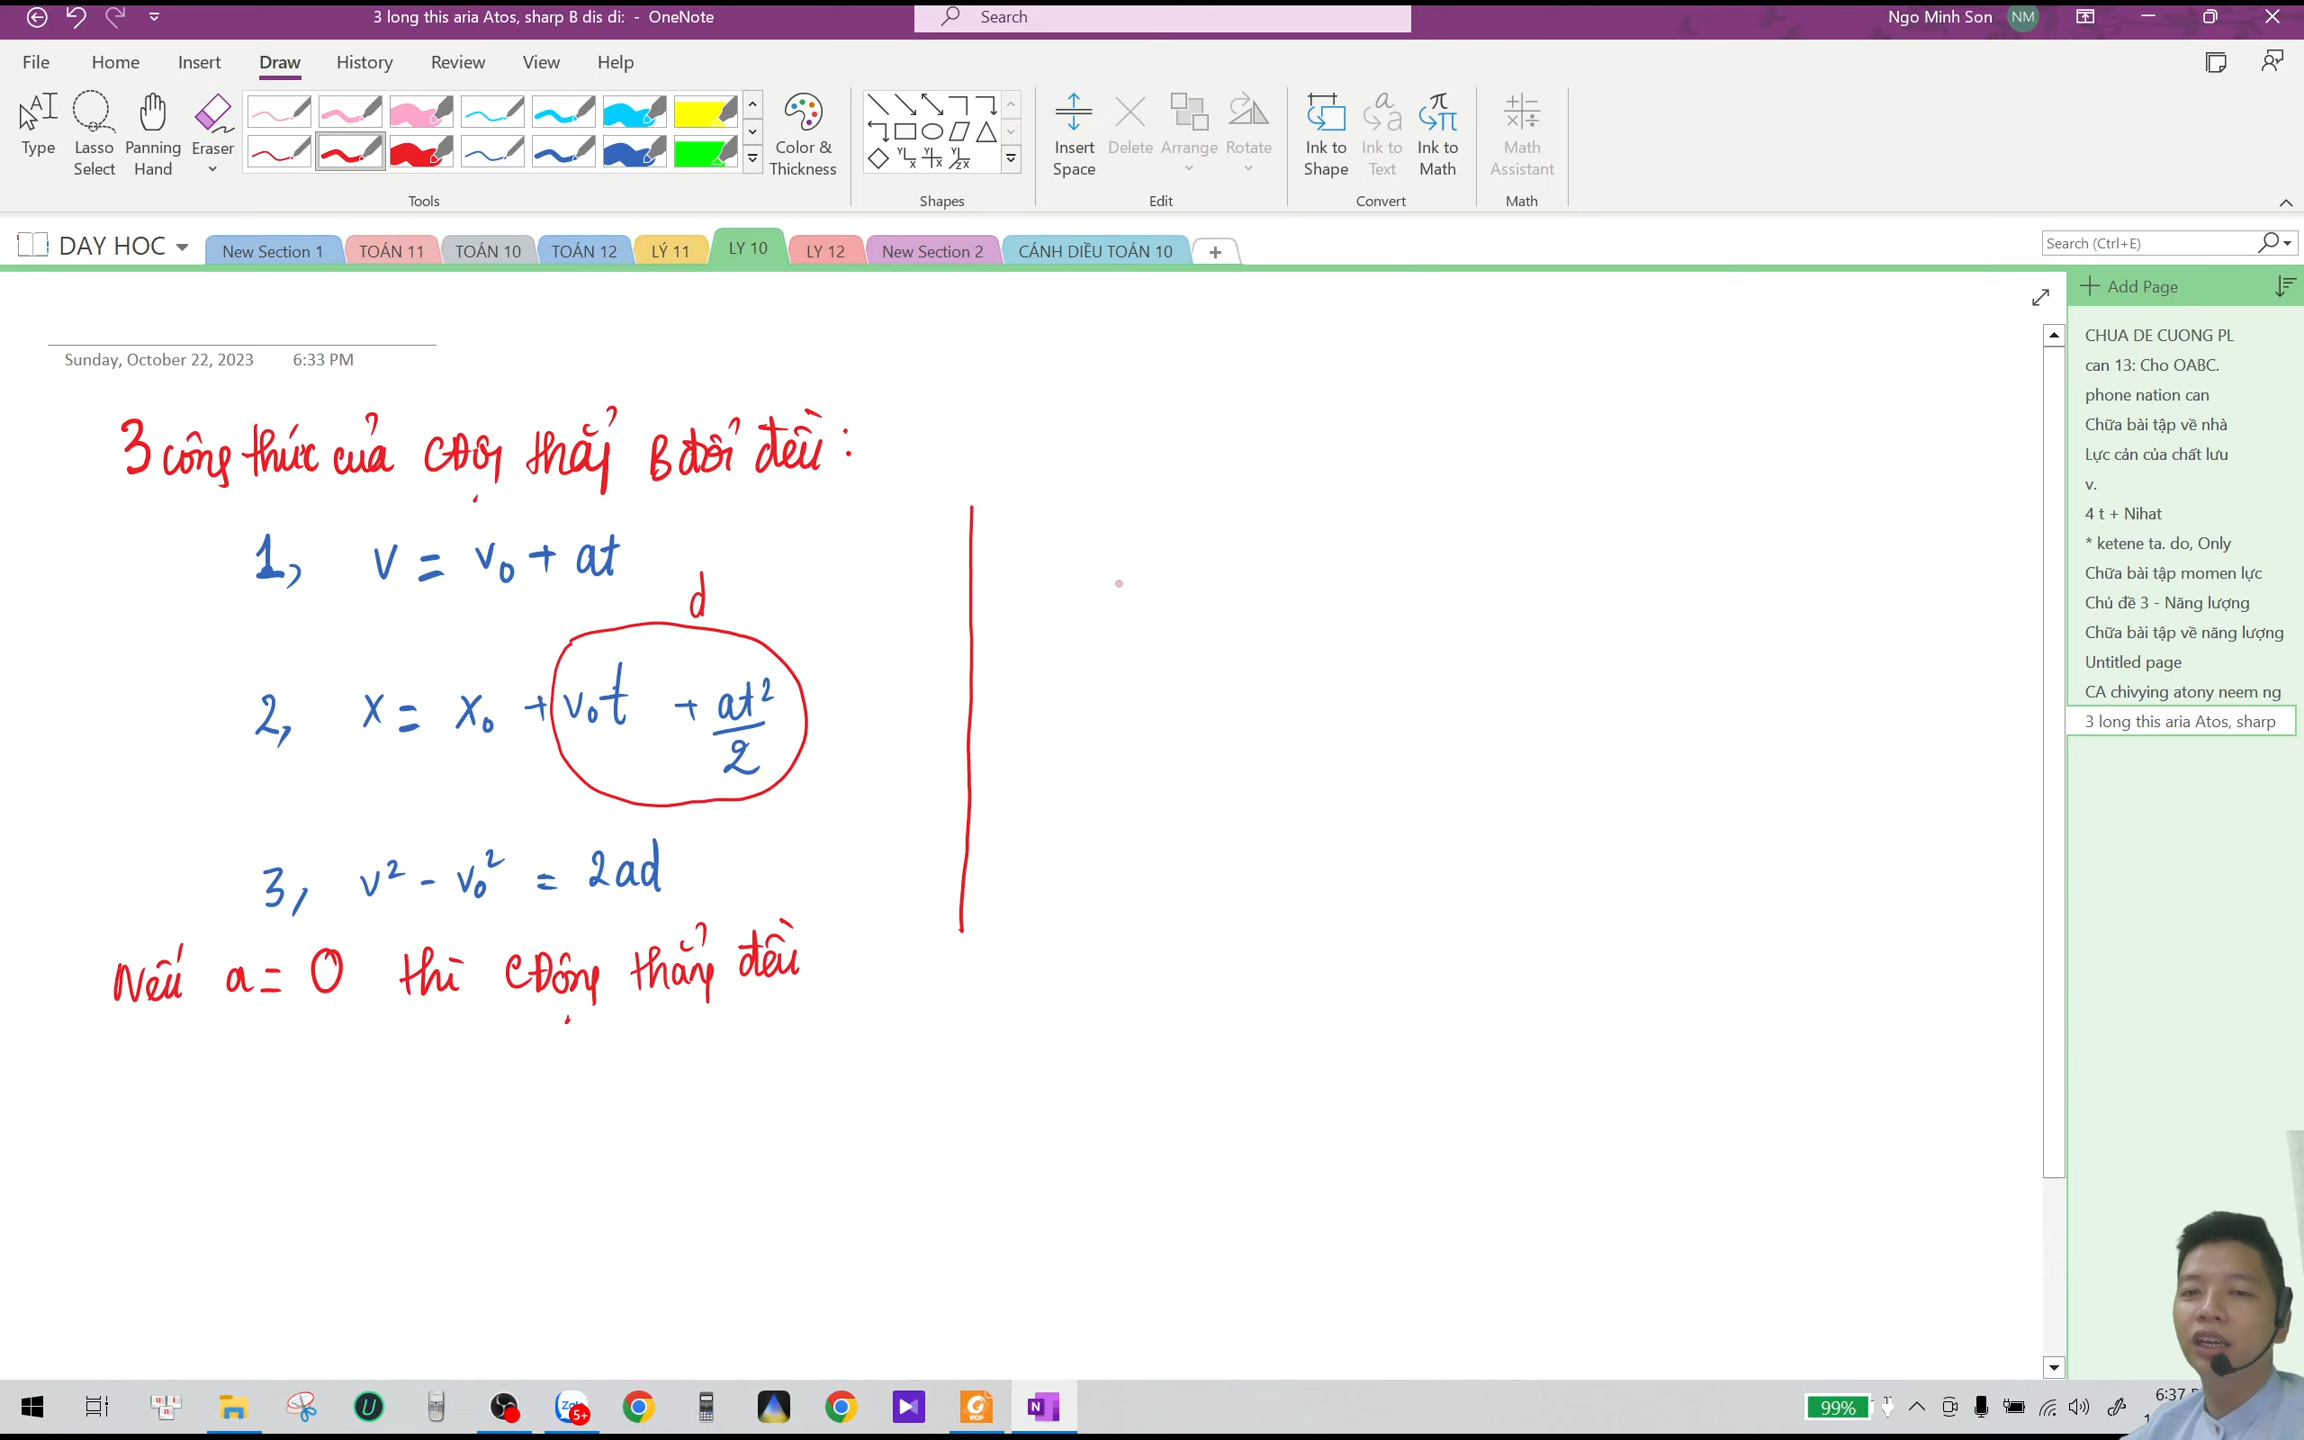 3 long this aria Atos, sharp B dis di: - OneNote
Search
Ngo Minh Son NM
File Home Insert Draw History Review View Help
Type
Lasso Select
Panning Hand
Eraser
Color & Thickness
Insert Space
Delete
Arrange
Rotate
Ink to Shape
Ink to Text
Ink to Math
Math Assistant
Tools Shapes Edit Convert Math
DAY HOC New Section 1 TOÁN 11 TOÁN 10 TOÁN 12 LÝ 11 LY 10 LY 12 New Section 2 CÁNH DIỀU TOÁN 10 +
Search (Ctrl+E)
Add Page
CHUA DE CUONG PL
can 13: Cho OABC.
phone nation can
Chữa bài tập về nhà
Lực cản của chất lưu
v.
4 t + Nihat
* ketene ta. do, Only
Chữa bài tập momen lực
Chủ đề 3 - Năng lượng
Chữa bài tập về năng lượng
Untitled page
CA chivying atony neem ng
3 long this aria Atos, sharp
Sunday, October 22, 2023 6:33 PM
3 công thức của CĐộng thẳng B đổi đều:
1, v = v₀ + at
d
2, x = x₀ + v₀t + at²/2
3, v² - v₀² = 2ad
Nếu a = 0 thì CĐộng thẳng đều
99%